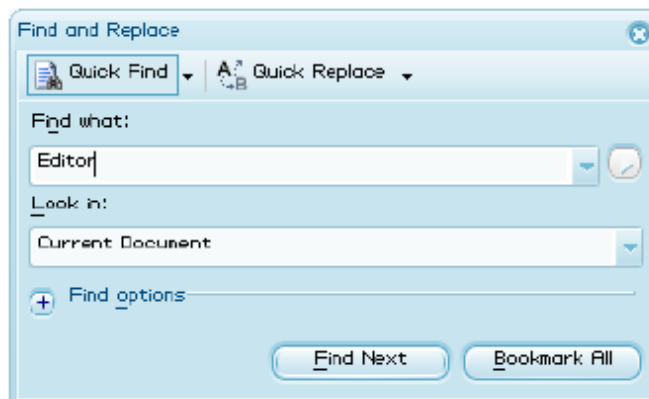 Find and Replace
Quick Find Quick Replace
Find what:
Editor
Look in:
Current Document
Find options
Find Next Bookmark All